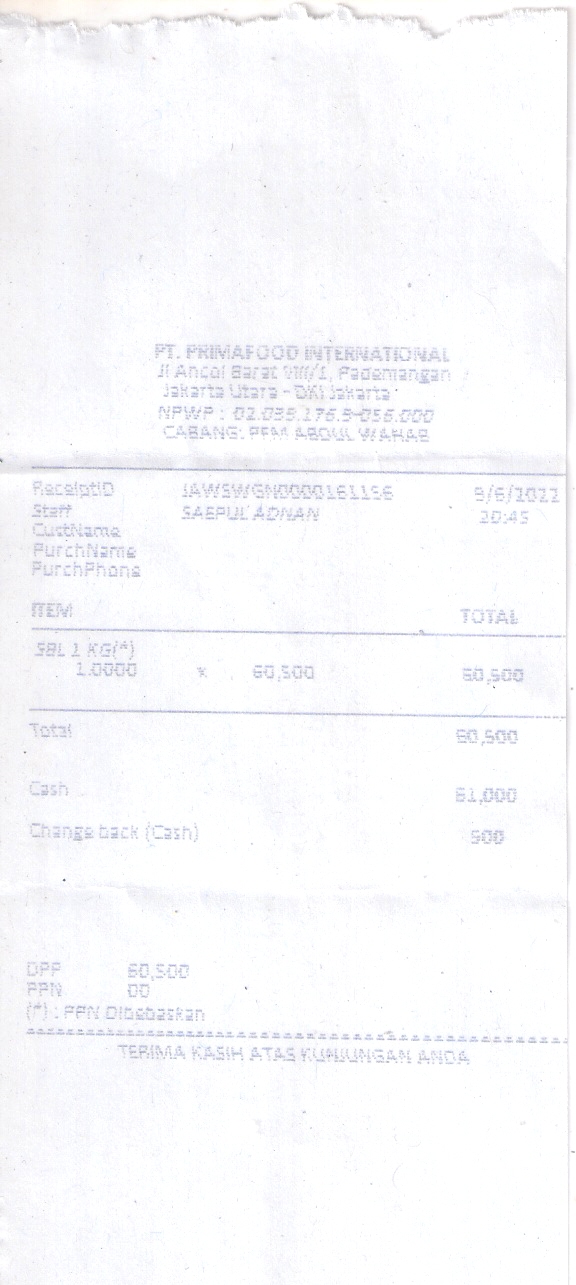 PT. PRIMAFOOD INTERNATIONAL
Jl Ancol Barat VIII/1, Pademangan
Jakarta Utara - DKI Jakarta
NPWP : 02.039.176.9-056.000
CABANG: PFM ABDUL WAHAB
ReceiptID JAWSWGN0000161196 9/6/2022
Staff SAEPUL ADNAN 20:45
CustName
PurchName
PurchPhone
ITEM TOTAL
SBL 1 KG(*)
1.0000 x 60,500 60,500
Total 60,500
Cash 61,000
Change back (Cash) 500
DPP 60,500
PPN 00
(*) : PPN Dibebaskan
TERIMA KASIH ATAS KUNJUNGAN ANDA